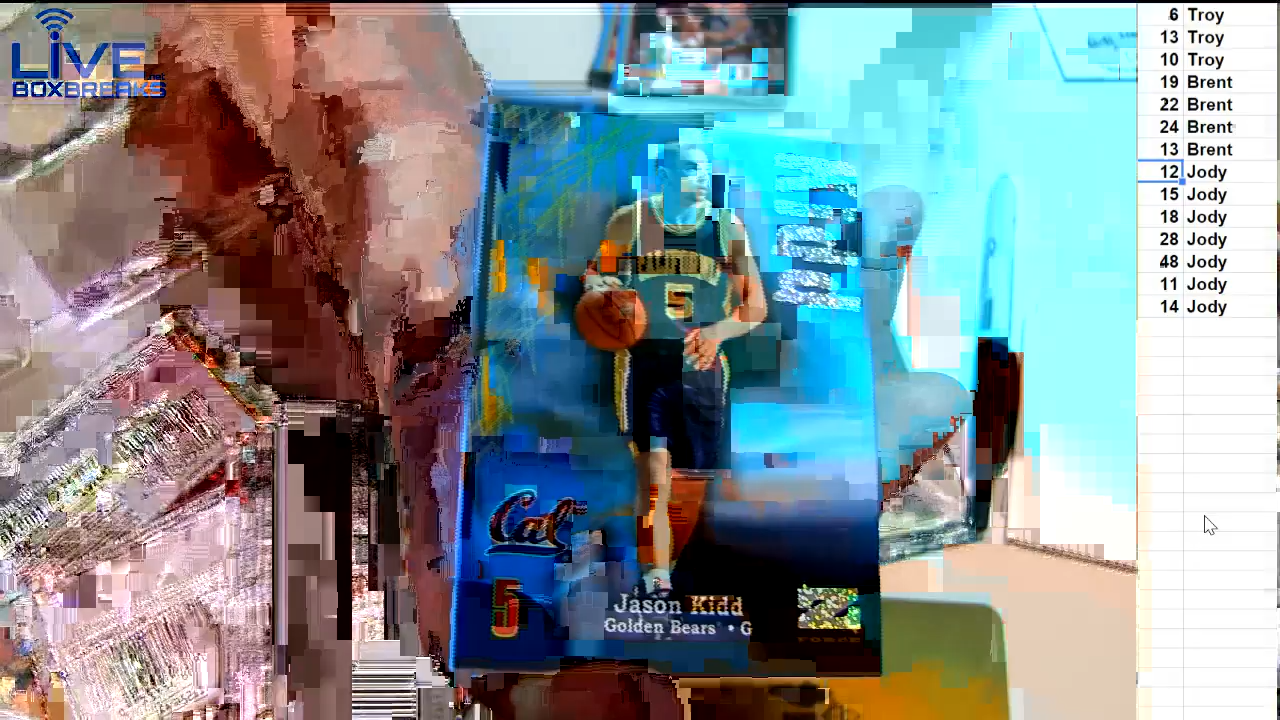 LIVE
BOXBREAKS
6 Troy
13 Troy
10 Troy
19 Brent
22 Brent
24 Brent
13 Brent
12 Jody
15 Jody
18 Jody
28 Jody
48 Jody
11 Jody
14 Jody
5
Cal
5
Jason Kidd
Golden Bears • G